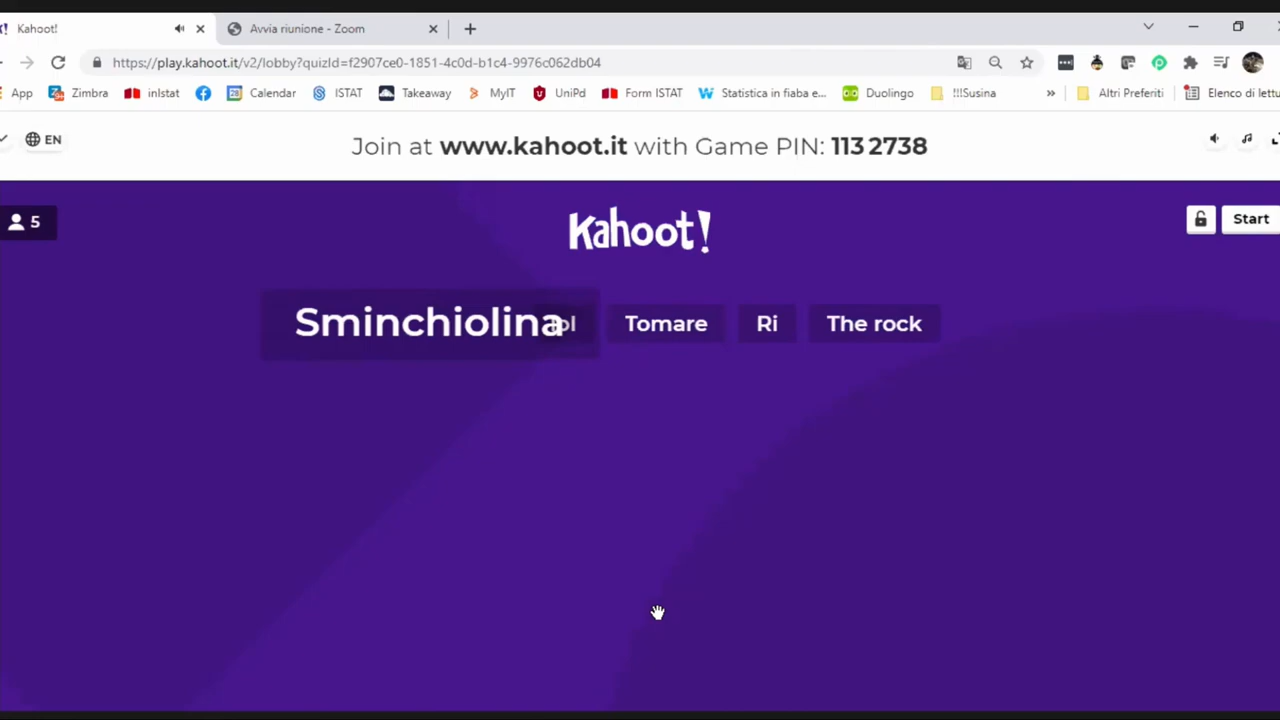 Kahoot!
Avvia riunione - Zoom
https://play.kahoot.it/v2/lobby?quizId=f2907ce0-1851-4c0d-b1c4-9976c062db04
App Zimbra inIstat Calendar ISTAT Takeaway MyIT UniPd Form ISTAT Statistica in fiaba e... Duolingo !!!Susina » Altri Preferiti Elenco di lettu
EN
Join at www.kahoot.it with Game PIN: 113 2738
5
Kahoot!
Start
Sminchiolina Tomare Ri The rock